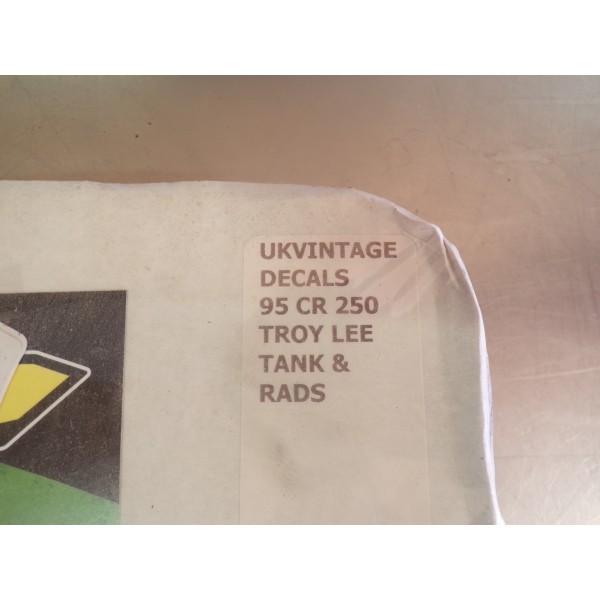 UKVINTAGE
DECALS
95 CR 250
TROY LEE
TANK &
RADS